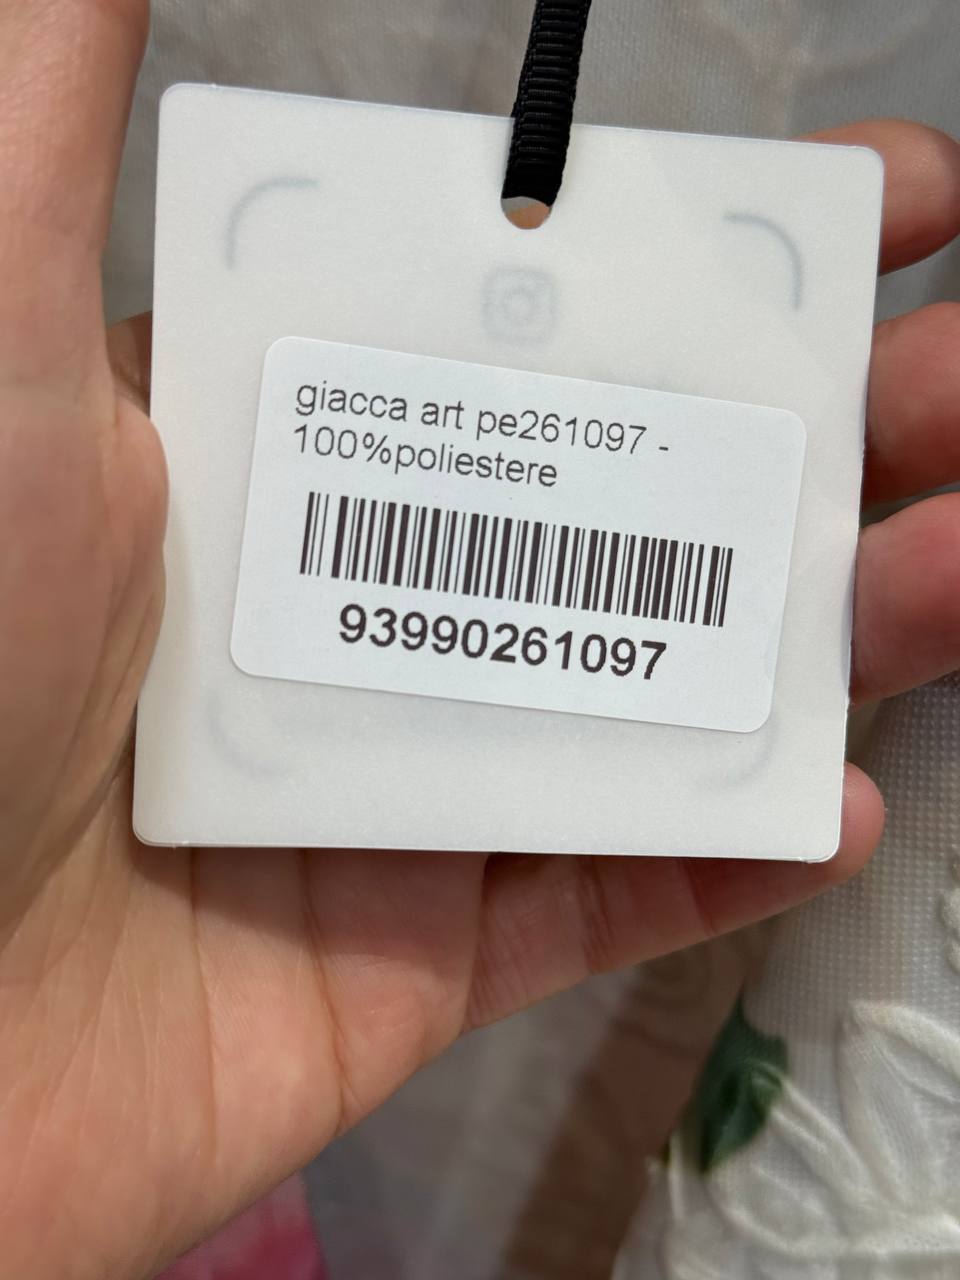 giacca art pe261097 -
100%poliestere
93990261097